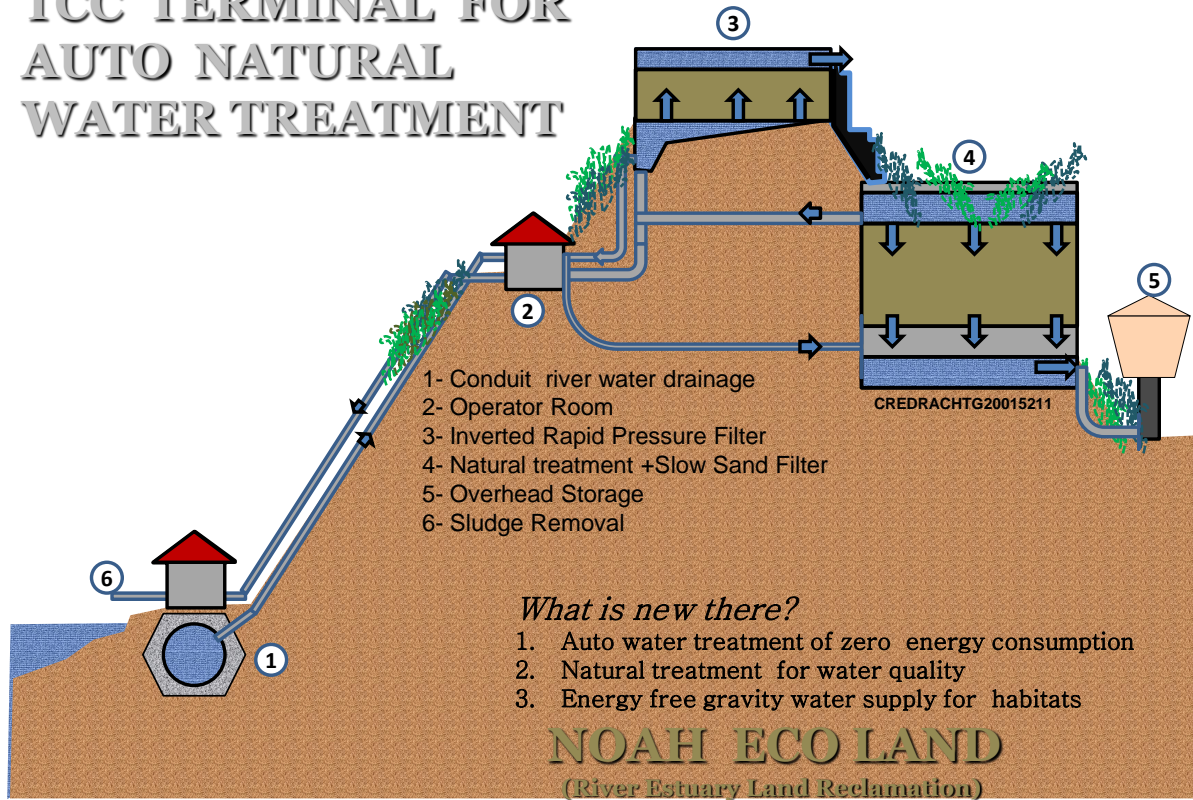 TCC TERMINAL FOR
AUTO NATURAL
WATER TREATMENT
3
4
5
2
1- Conduit river water drainage
2- Operator Room
3- Inverted Rapid Pressure Filter
4- Natural treatment +Slow Sand Filter
5- Overhead Storage
6- Sludge Removal
CREDRACHTG20015211
6
1
What is new there?
1. Auto water treatment of zero energy consumption
2. Natural treatment for water quality
3. Energy free gravity water supply for habitats
NOAH ECO LAND
(River Estuary Land Reclamation)